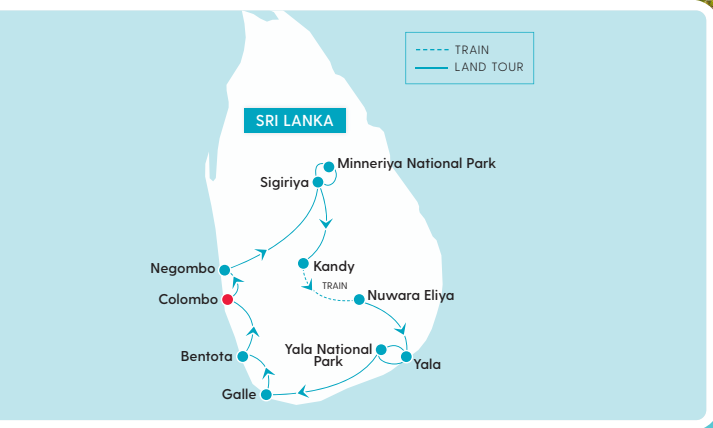 TRAIN
LAND TOUR
SRI LANKA
Minneriya National Park
Sigiriya
Negombo
Kandy
TRAIN
Colombo
Nuwara Eliya
Bentota
Yala National
Park
Yala
Galle